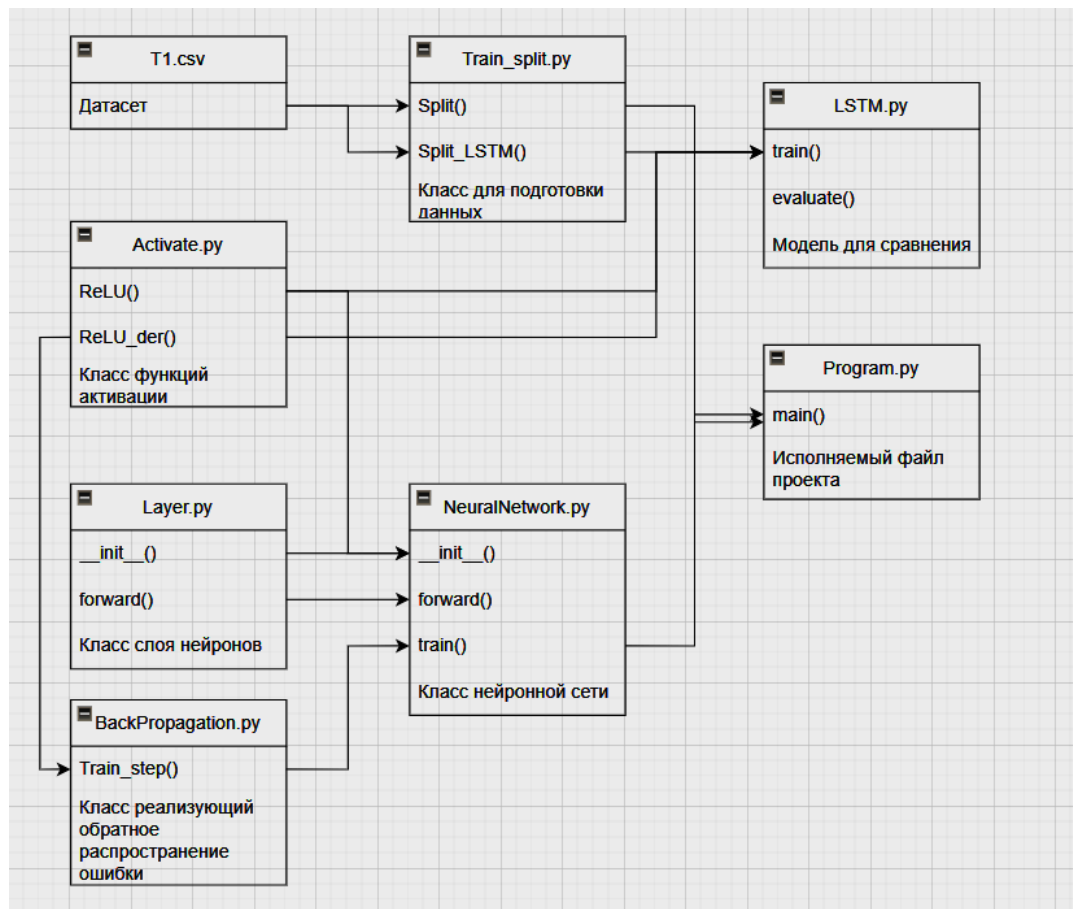 T1.csv
Датасет
Train_split.py
Split()
Split_LSTM()
Класс для подготовки
данных
LSTM.py
train()
evaluate()
Модель для сравнения
Activate.py
ReLU()
ReLU_der()
Класс функций
активации
Program.py
main()
Исполняемый файл
проекта
Layer.py
__init__()
forward()
Класс слоя нейронов
NeuralNetwork.py
__init__()
forward()
train()
Класс нейронной сети
BackPropagation.py
Train_step()
Класс реализующий
обратное
распространение
ошибки